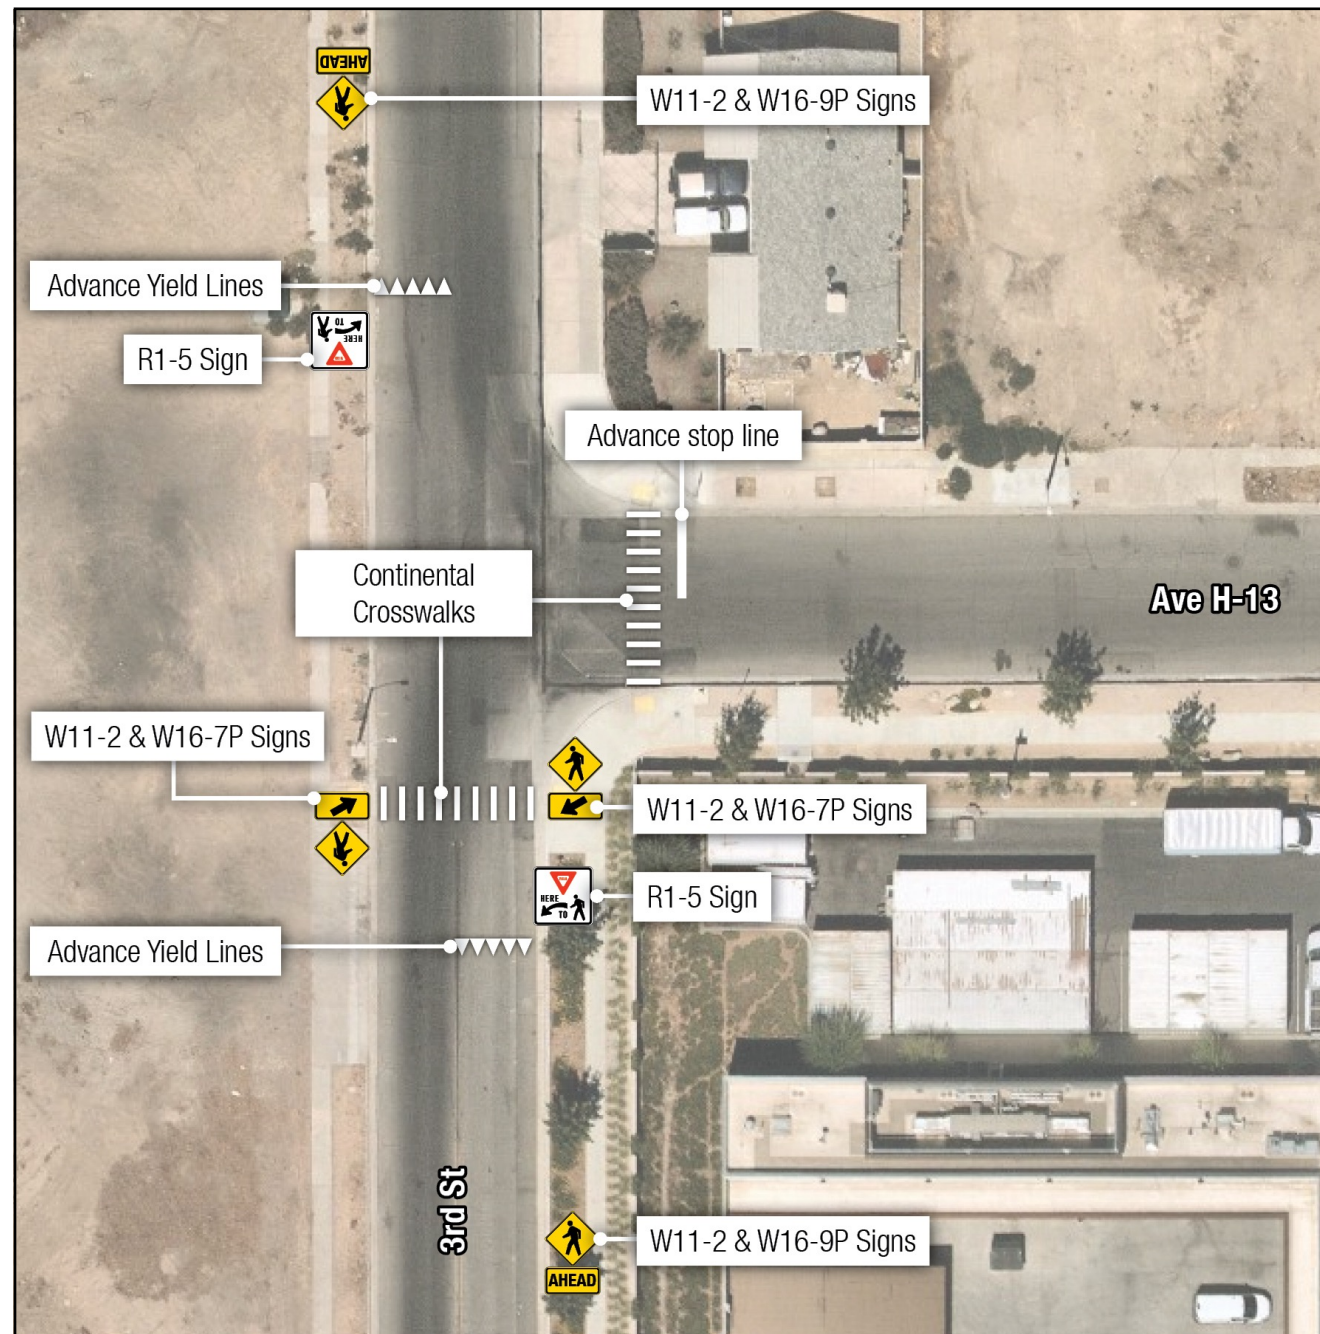 AHEAD
W11-2 & W16-9P Signs
Advance Yield Lines
HERE
TO
R1-5 Sign
Advance stop line
Continental
Crosswalks
Ave H-13
W11-2 & W16-7P Signs
W11-2 & W16-7P Signs
R1-5 Sign
HERE
TO
Advance Yield Lines
3rd St
W11-2 & W16-9P Signs
AHEAD